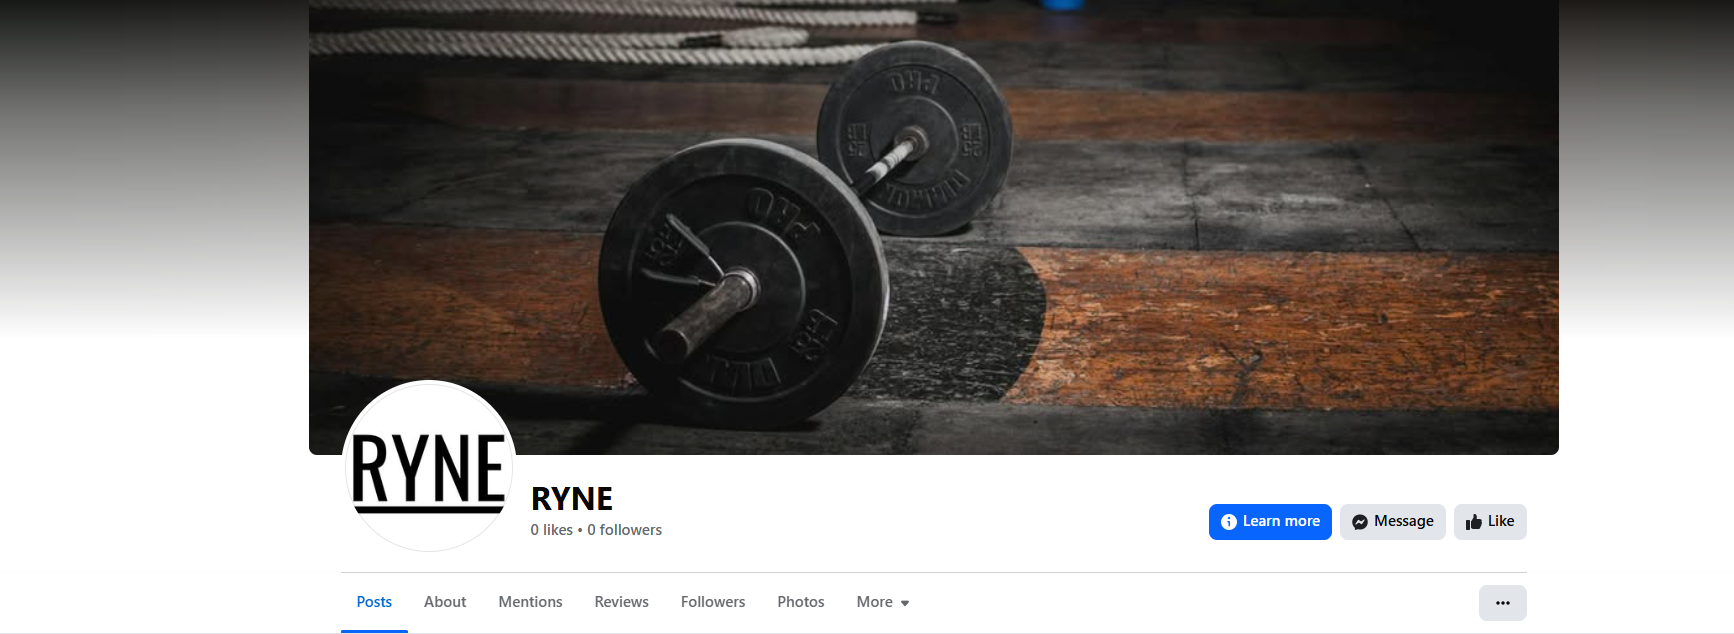 RYNE
RYNE
0 likes • 0 followers
Learn more
Message
Like
Posts
About
Mentions
Reviews
Followers
Photos
More